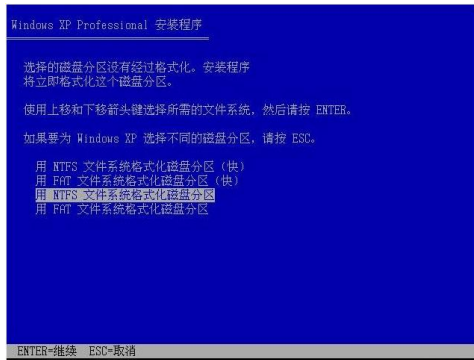 Windows XP Professional 安装程序
选择的磁盘分区没有经过格式化。安装程序
将立即格式化这个磁盘分区。
使用上移和下移箭头键选择所需的文件系统，然后请按 ENTER。
如果要为 Windows XP 选择不同的磁盘分区，请按 ESC。
用 NTFS 文件系统格式化磁盘分区（快）
用 FAT 文件系统格式化磁盘分区（快）
用 NTFS 文件系统格式化磁盘分区
用 FAT 文件系统格式化磁盘分区
ENTER=继续 ESC=取消